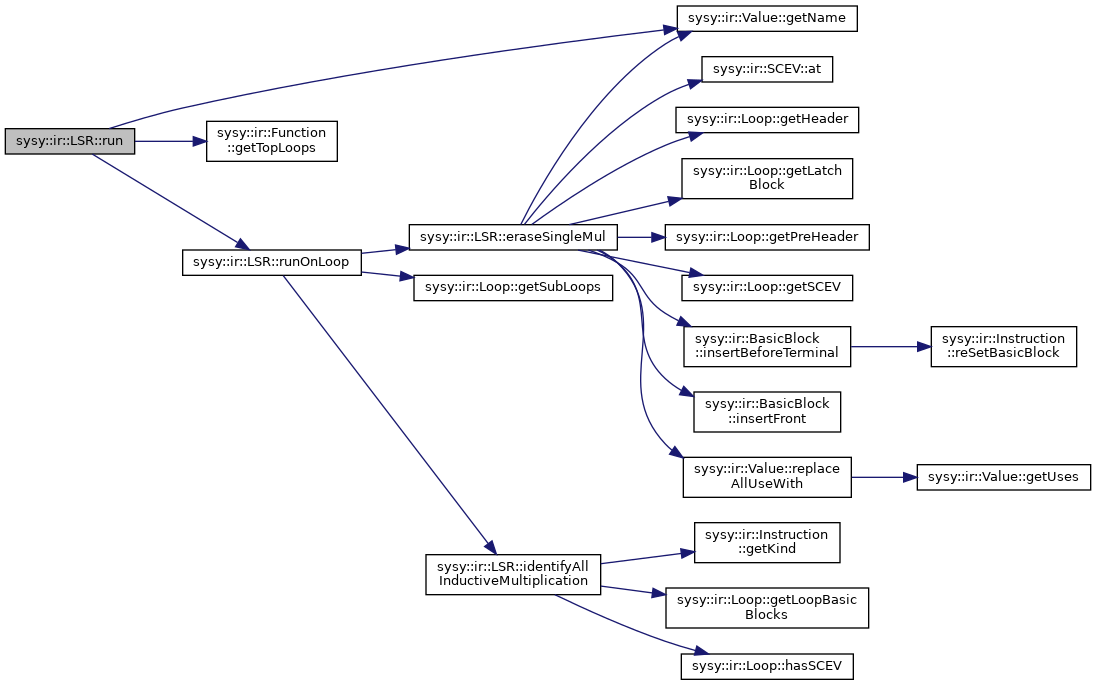 sysy::ir::LSR::run
sysy::ir::Value::getName
sysy::ir::Function
::getTopLoops
sysy::ir::LSR::runOnLoop
sysy::ir::LSR::eraseSingleMul
sysy::ir::SCEV::at
sysy::ir::Loop::getHeader
sysy::ir::Loop::getLatch
Block
sysy::ir::Loop::getPreHeader
sysy::ir::Loop::getSCEV
sysy::ir::BasicBlock
::insertBeforeTerminal
sysy::ir::Instruction
::reSetBasicBlock
sysy::ir::BasicBlock
::insertFront
sysy::ir::Value::replace
AllUseWith
sysy::ir::Value::getUses
sysy::ir::Loop::getSubLoops
sysy::ir::LSR::identifyAll
InductiveMultiplication
sysy::ir::Instruction
::getKind
sysy::ir::Loop::getLoopBasic
Blocks
sysy::ir::Loop::hasSCEV